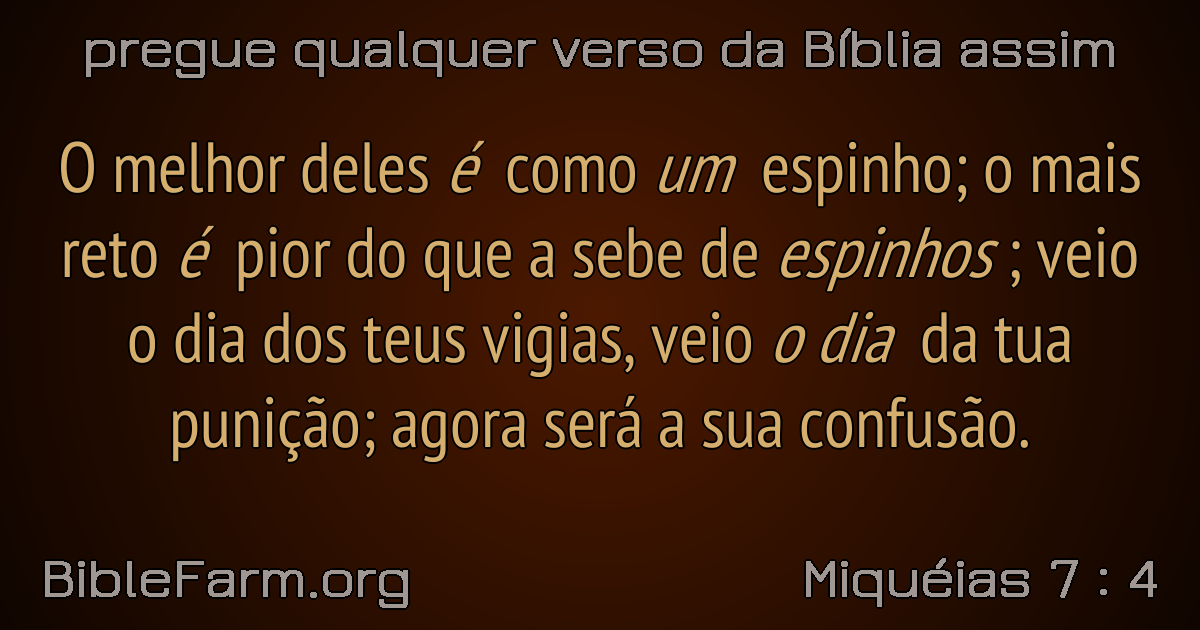 pregue qualquer verso da Bíblia assim
O melhor deles é como um espinho; o mais
reto é pior do que a sebe de espinhos ; veio
o dia dos teus vigias, veio o dia da tua
punição; agora será a sua confusão.
BibleFarm.org
Miquéias 7 : 4